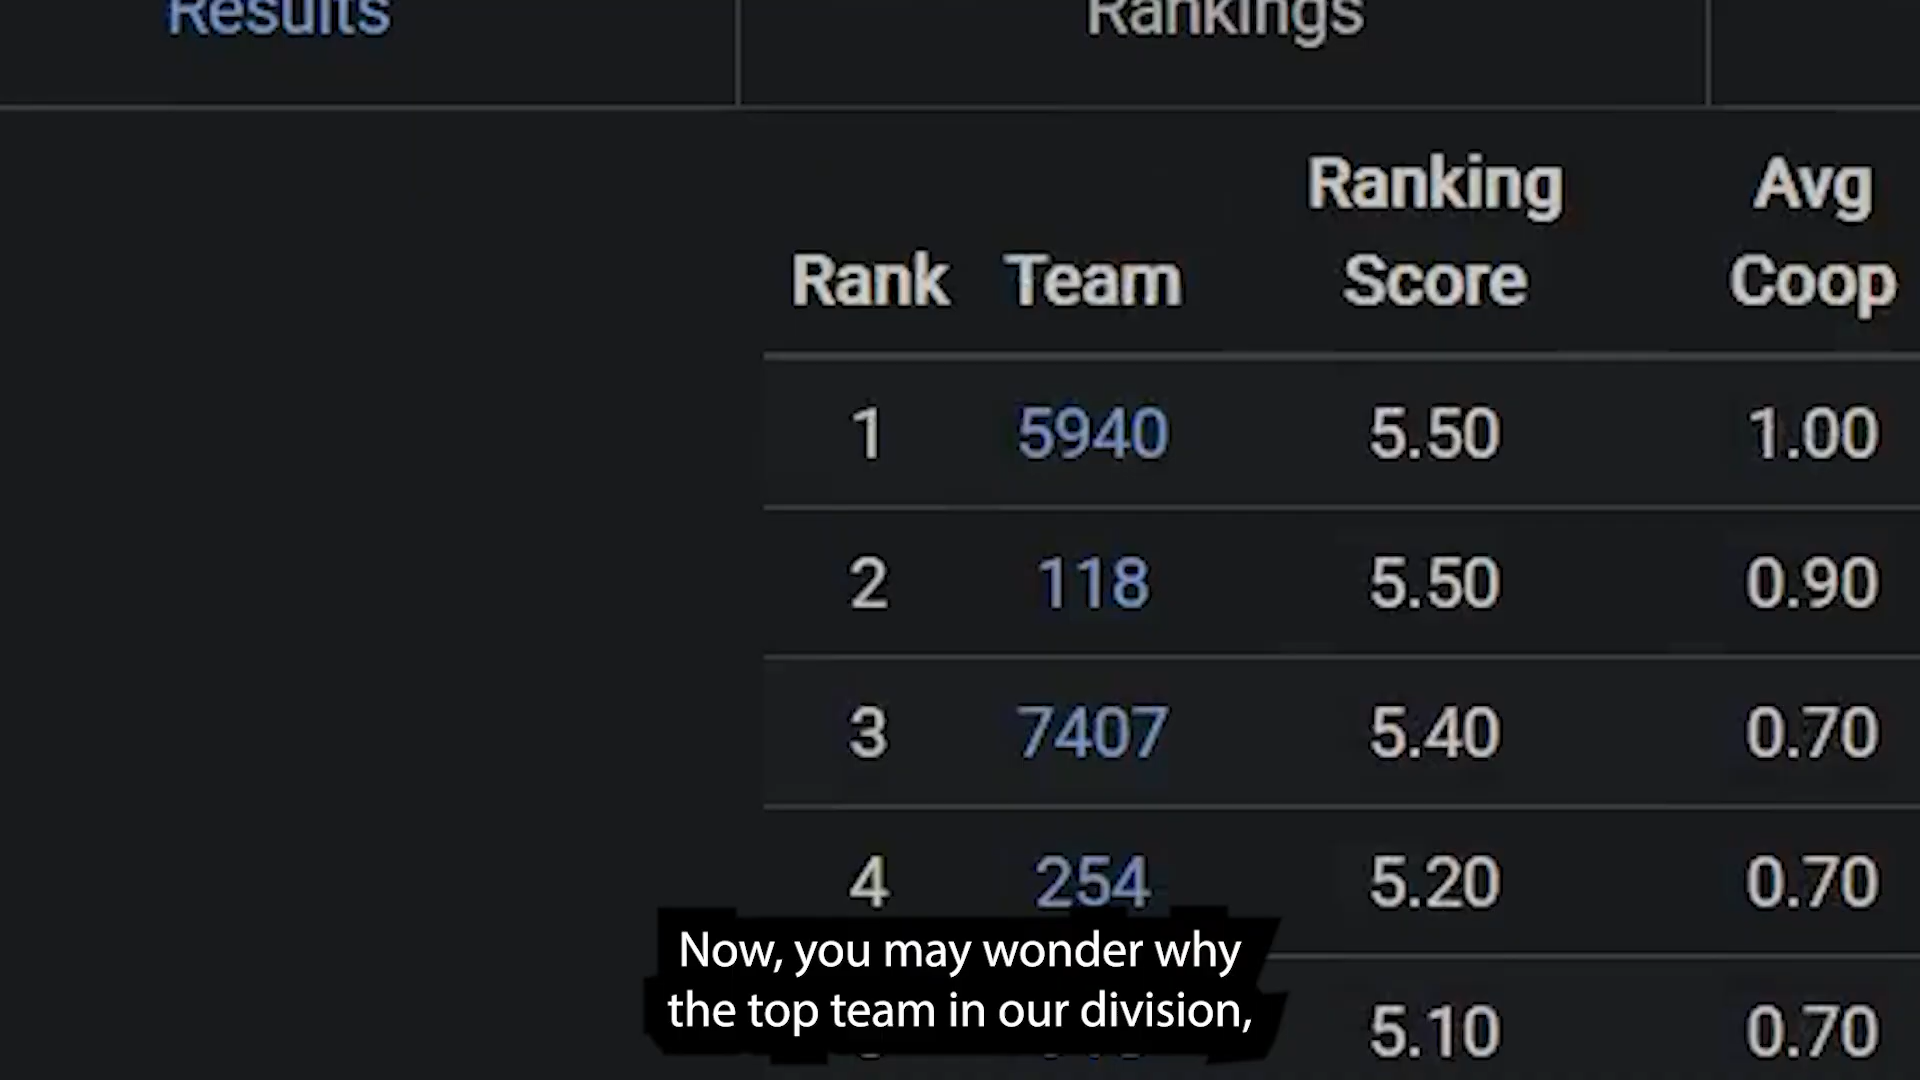 Results Rankings
Ranking Avg
Rank Team Score Coop
1 5940 5.50 1.00
2 118 5.50 0.90
3 7407 5.40 0.70
4 254 5.20 0.70
5.10 0.70
Now, you may wonder why
the top team in our division,